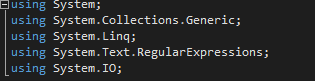 using System;
using System.Collections.Generic;
using System.Linq;
using System.Text.RegularExpressions;
using System.IO;